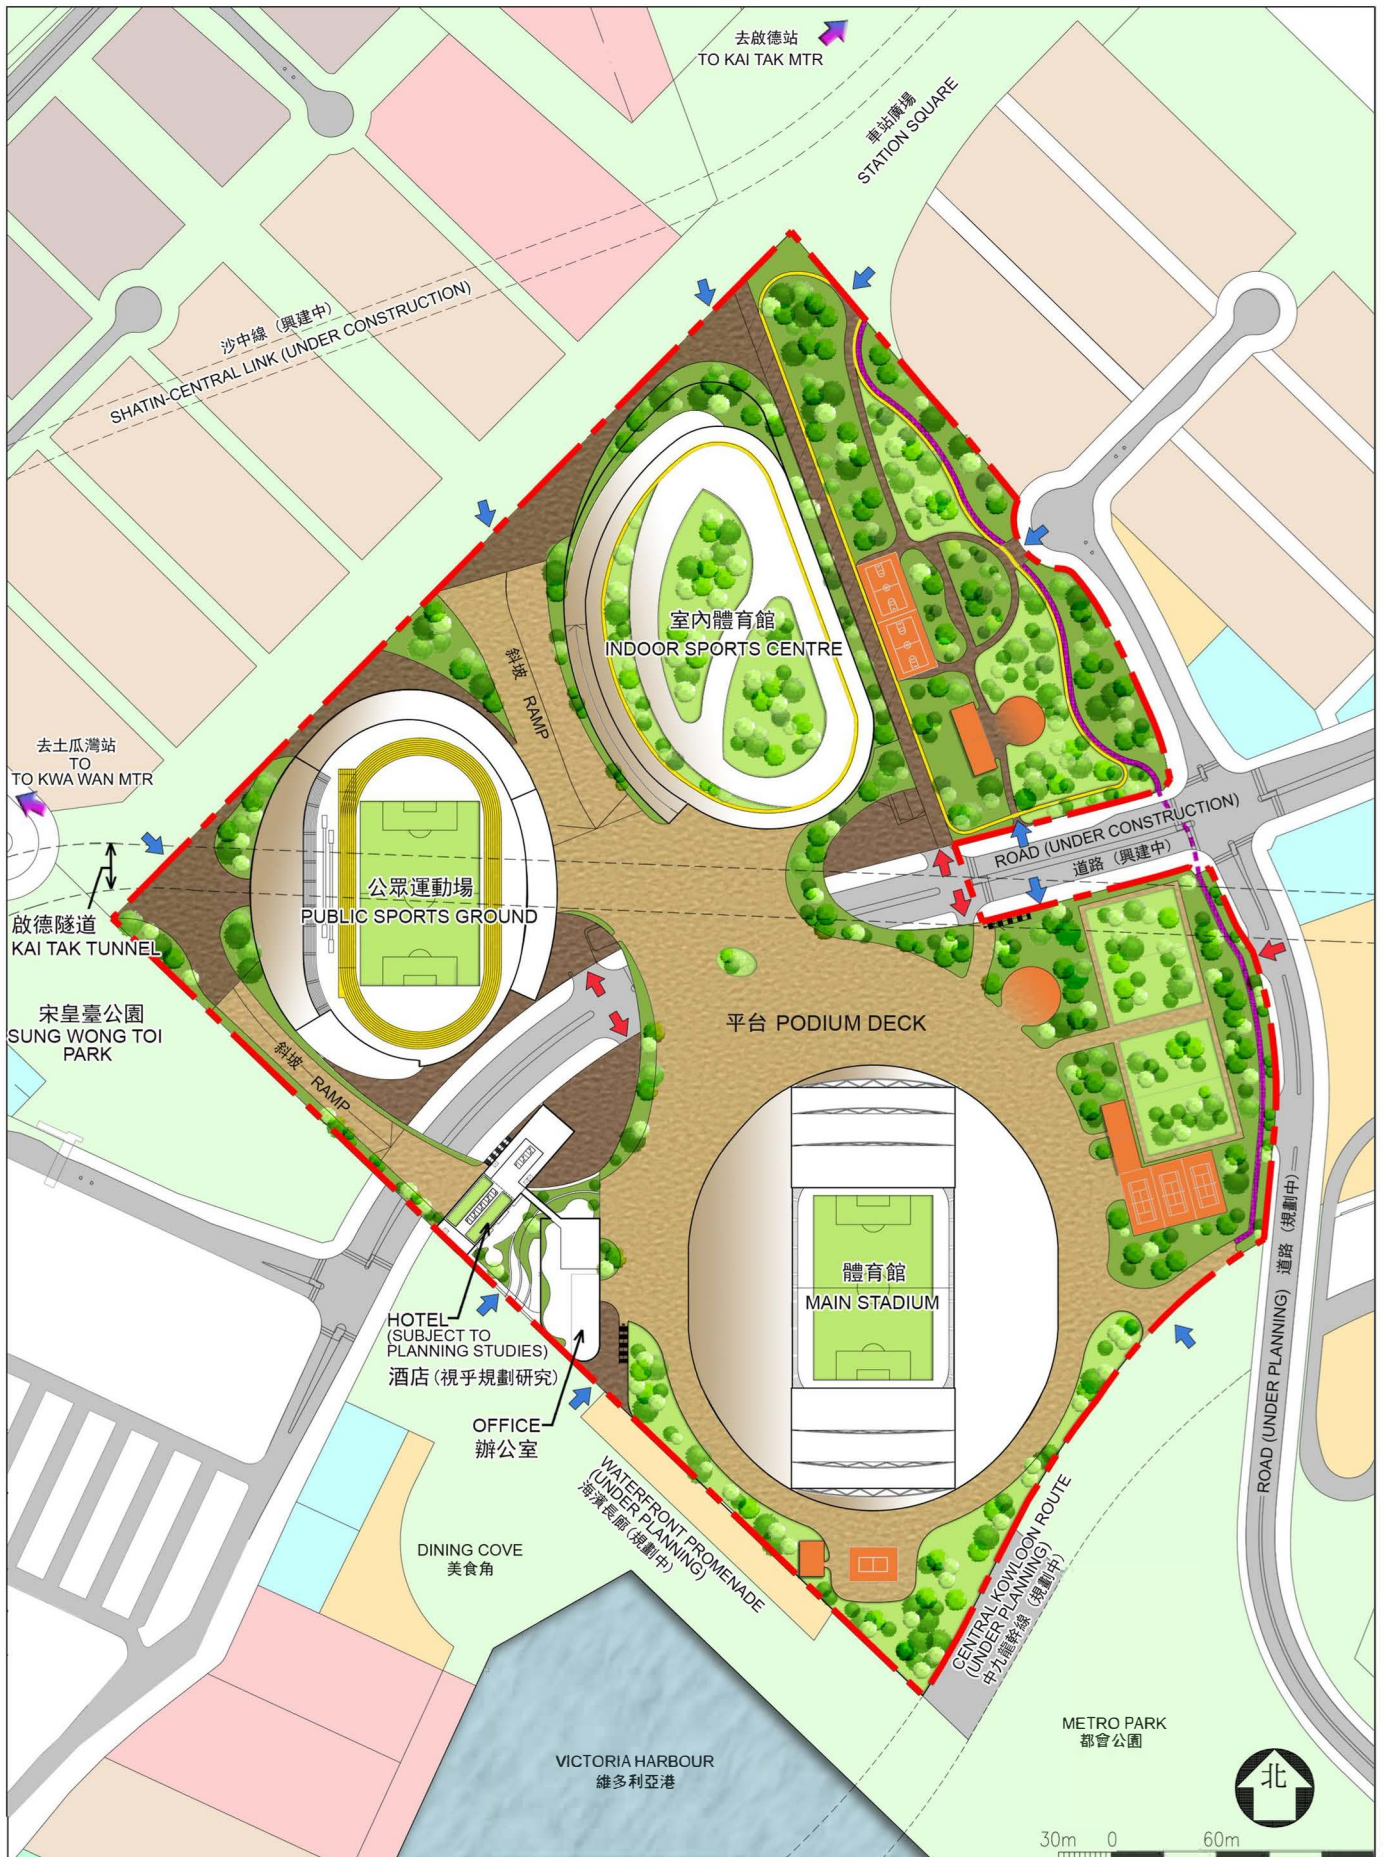 去啟德站
TO KAI TAK MTR
車站廣場
STATION SQUARE
沙中線 (興建中)
SHATIN-CENTRAL LINK (UNDER CONSTRUCTION)
室內體育館
INDOOR SPORTS CENTRE
斜坡 RAMP
去土瓜灣站
TO
TO KWA WAN MTR
ROAD (UNDER CONSTRUCTION)
道路 (興建中)
公眾運動場
PUBLIC SPORTS GROUND
啟德隧道
KAI TAK TUNNEL
宋皇臺公園
SUNG WONG TOI
PARK
平台 PODIUM DECK
斜坡 RAMP
體育館
MAIN STADIUM
HOTEL
(SUBJECT TO
PLANNING STUDIES)
酒店 (視乎規劃研究)
OFFICE
辦公室
ROAD (UNDER PLANNING) 道路 (規劃中)
WATERFRONT PROMENADE
(UNDER PLANNING)
海濱長廊 (規劃中)
DINING COVE
美食角
CENTRAL KOWLOON ROUTE
(UNDER PLANNING)
中九龍幹線 (規劃中)
METRO PARK
都會公園
VICTORIA HARBOUR
維多利亞港
北
30m 0 60m